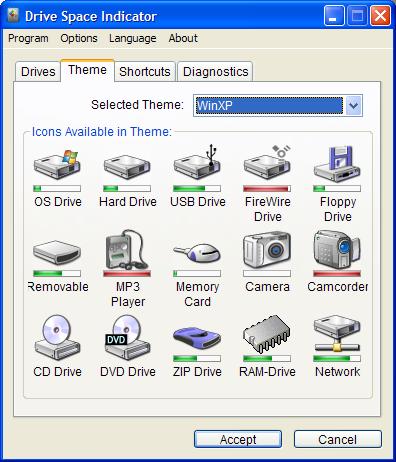 Drive Space Indicator
Program Options Language About
Drives Theme Shortcuts Diagnostics
Selected Theme: WinXP
Icons Available in Theme:
OS Drive Hard Drive USB Drive FireWire Drive Floppy Drive
Removable MP3 Player Memory Card Camera Camcorder
DVD
CD Drive DVD Drive ZIP Drive RAM-Drive Network
Accept Cancel